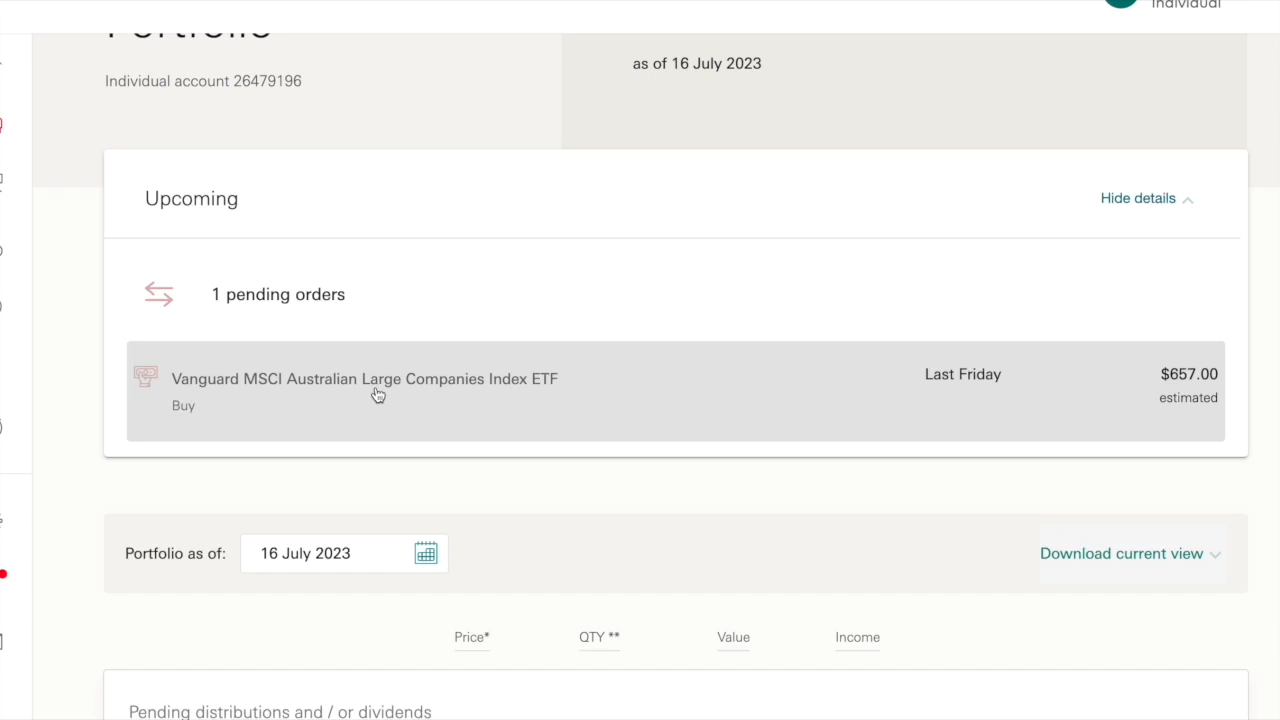 Individual
Portfolio
as of 16 July 2023
Individual account 26479196
Upcoming
Hide details
1 pending orders
Vanguard MSCI Australian Large Companies Index ETF
Last Friday
$657.00
Buy
estimated
Portfolio as of:
16 July 2023
Download current view
Price*
QTY **
Value
Income
Pending distributions and / or dividends